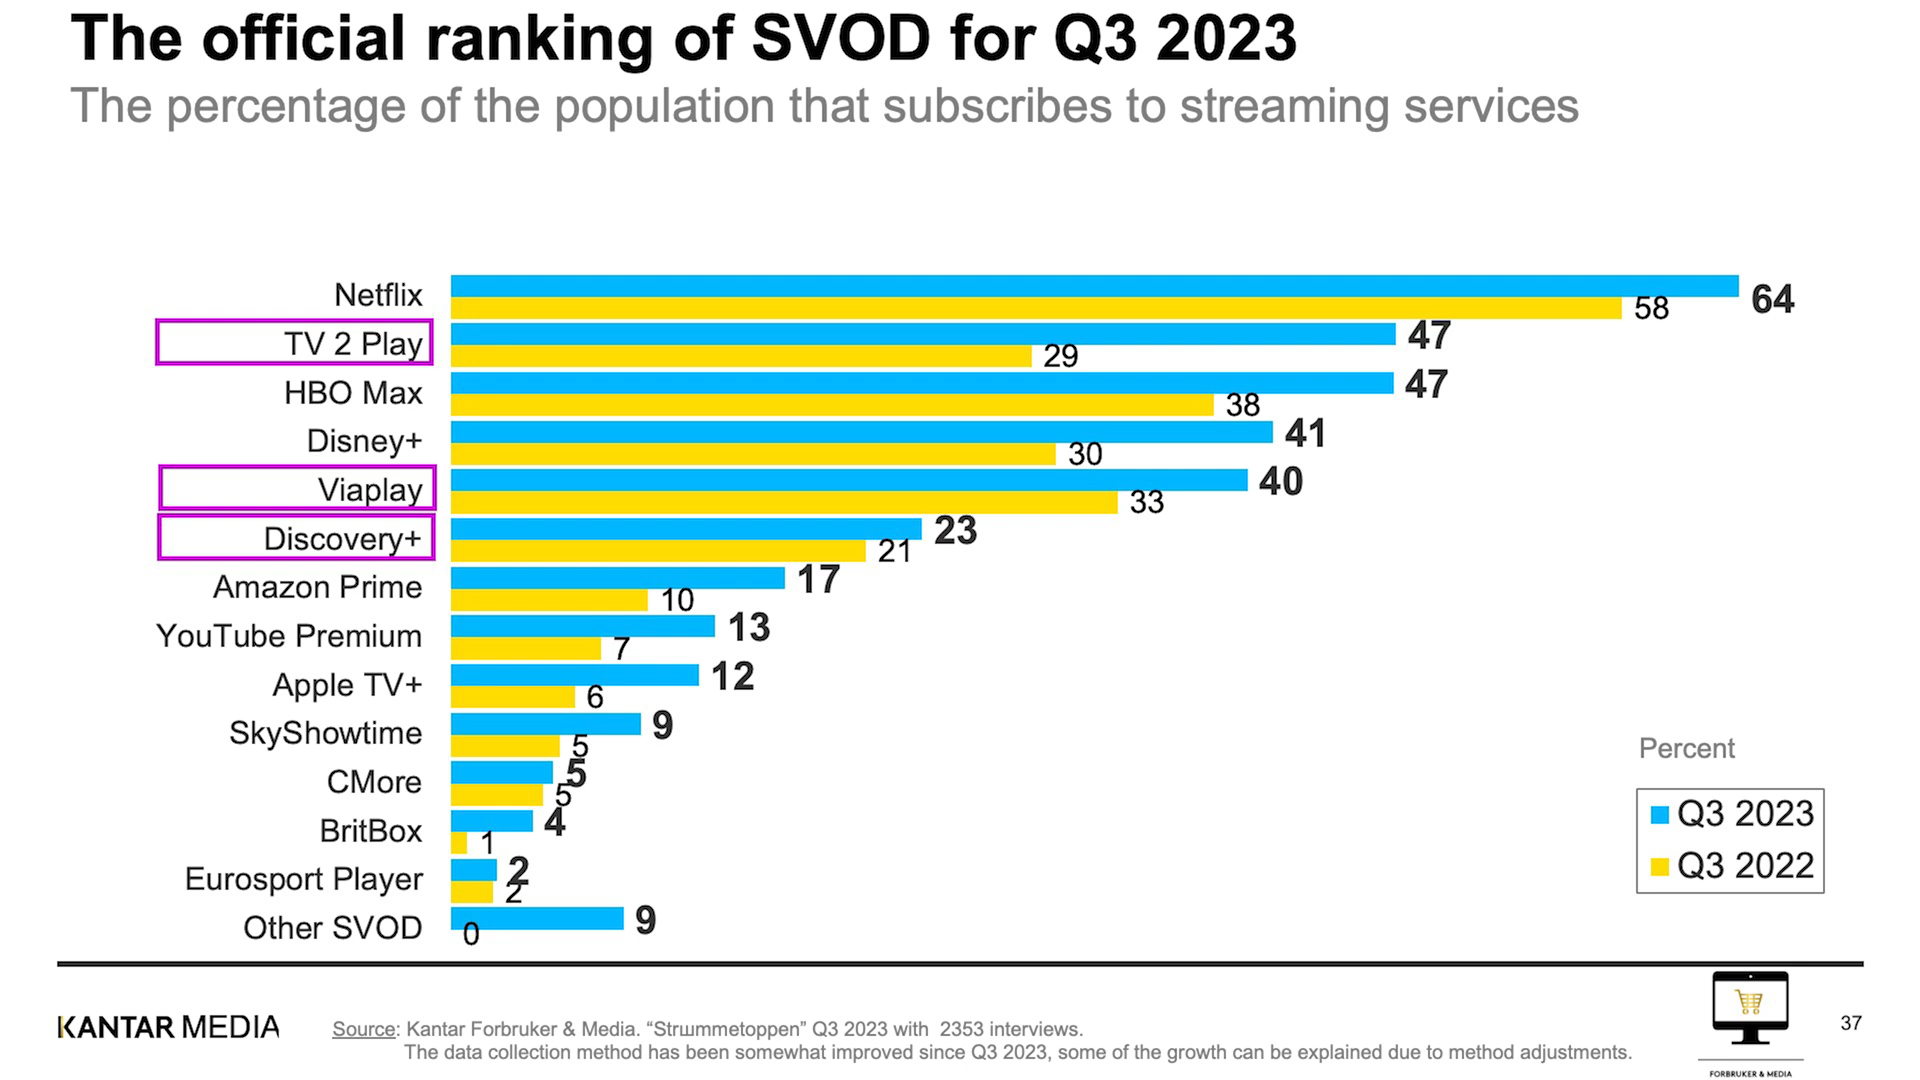 The official ranking of SVOD for Q3 2023
The percentage of the population that subscribes to streaming services
Netflix 64 58
TV 2 Play 47 29
HBO Max 47 38
Disney+ 41 30
Viaplay 40 33
Discovery+ 23 21
Amazon Prime 17 10
YouTube Premium 13 7
Apple TV+ 12 6
SkyShowtime 9 5
CMore 5 5
BritBox 4 1
Eurosport Player 2 2
Other SVOD 9 0
Percent
Q3 2023
Q3 2022
KANTAR MEDIA
Source: Kantar Forbruker & Media. “Strшmmetoppen” Q3 2023 with 2353 interviews.
The data collection method has been somewhat improved since Q3 2023, some of the growth can be explained due to method adjustments.
FORBRUKER & MEDIA
37